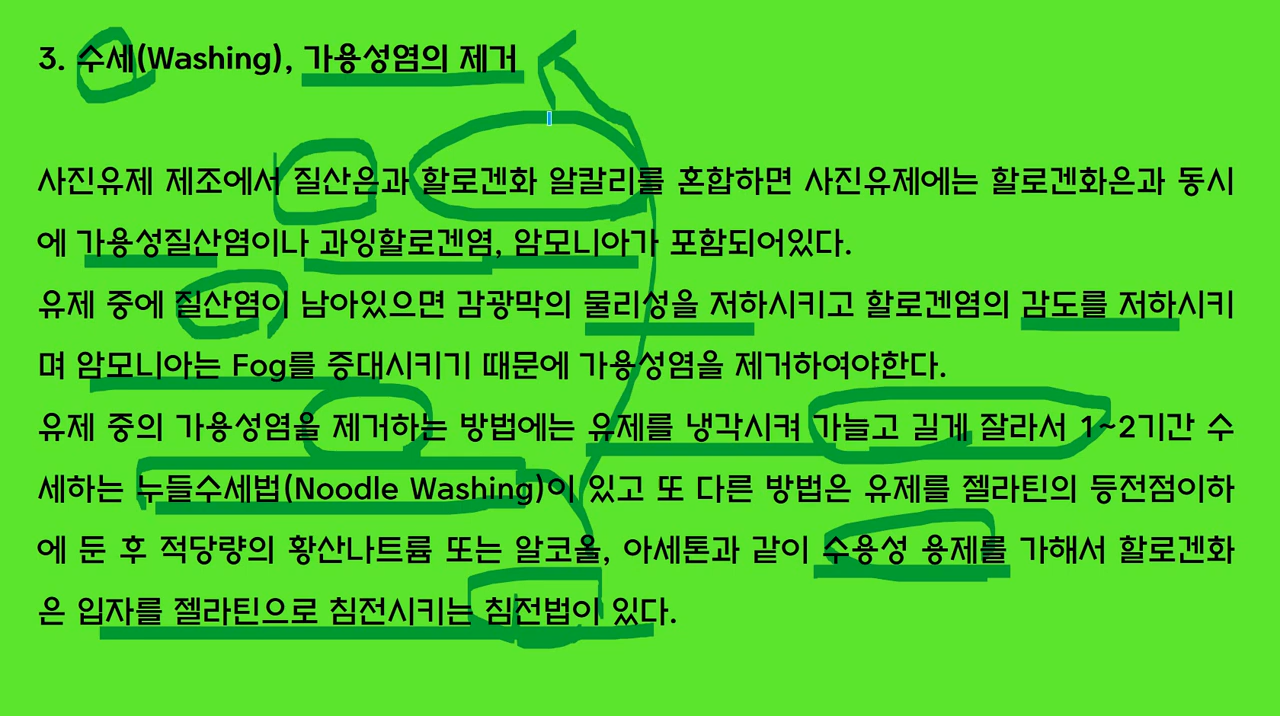 3. 수세(Washing), 가용성염의 제거
사진유제 제조에서 질산은과 할로겐화 알칼리를 혼합하면 사진유제에는 할로겐화은과 동시
에 가용성질산염이나 과잉할로겐염, 암모니아가 포함되어있다.
유제 중에 질산염이 남아있으면 감광막의 물리성을 저하시키고 할로겐염의 감도를 저하시키
며 암모니아는 Fog를 증대시키기 때문에 가용성염을 제거하여야한다.
유제 중의 가용성염을 제거하는 방법에는 유제를 냉각시켜 가늘고 길게 잘라서 1~2기간 수
세하는 누들수세법(Noodle Washing)이 있고 또 다른 방법은 유제를 젤라틴의 등전점이하
에 둔 후 적당량의 황산나트륨 또는 알코올, 아세톤과 같이 수용성 용제를 가해서 할로겐화
은 입자를 젤라틴으로 침전시키는 침전법이 있다.